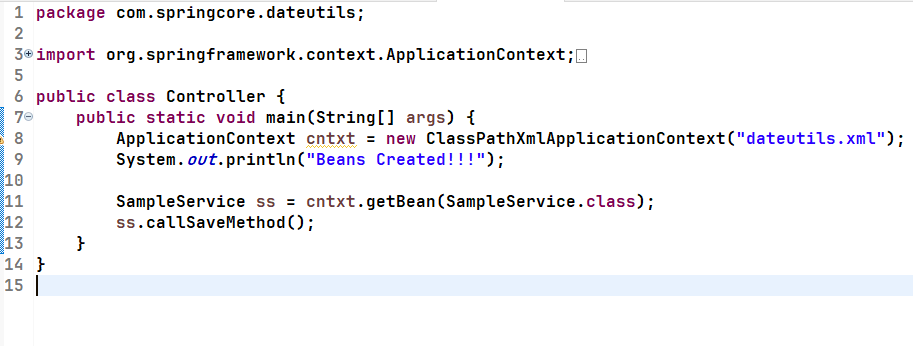 1 package com.springcore.dateutils;
2
3 import org.springframework.context.ApplicationContext;
5
6 public class Controller {
7     public static void main(String[] args) {
8         ApplicationContext cntxt = new ClassPathXmlApplicationContext("dateutils.xml");
9         System.out.println("Beans Created!!!");
10
11         SampleService ss = cntxt.getBean(SampleService.class);
12         ss.callSaveMethod();
13     }
14 }
15